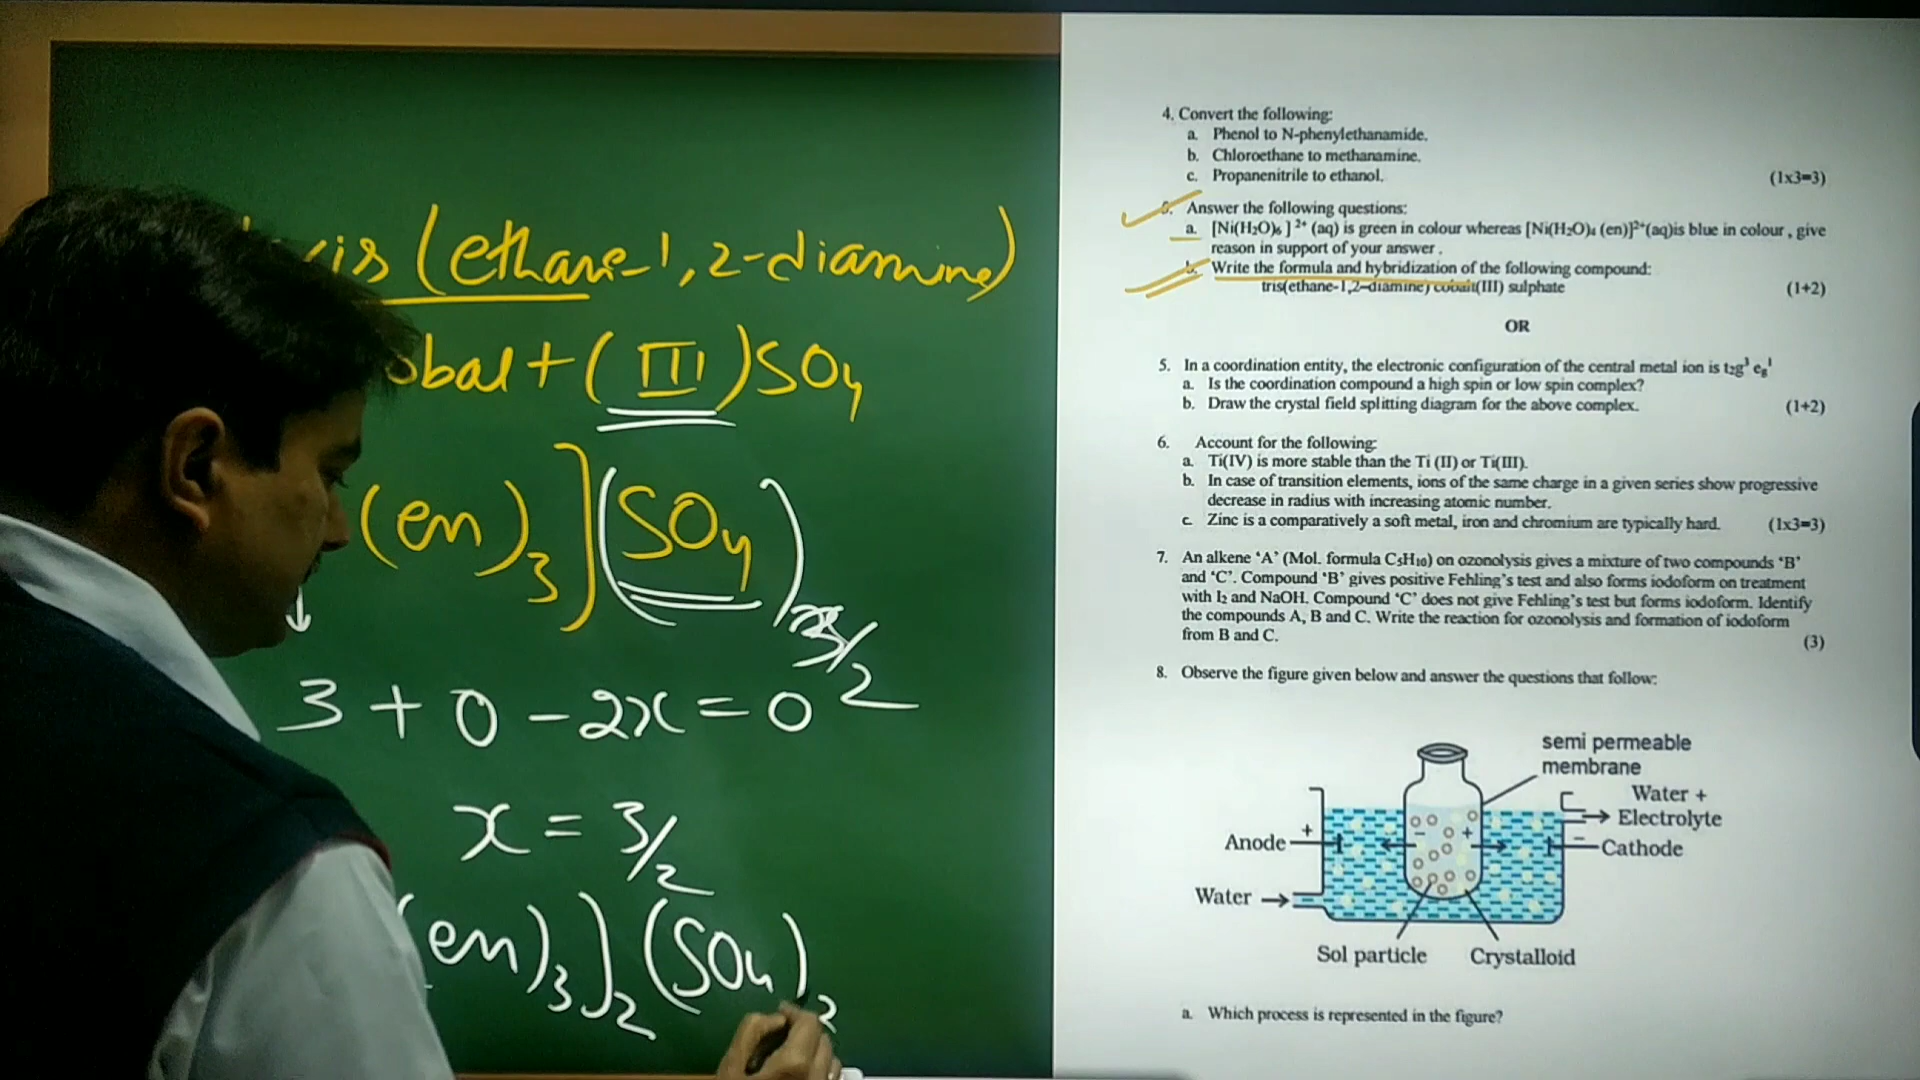 is (ethane-1,2-diamine)
obalt (III) SO4
(en)3] (SO4)3/2
3 + 0 - 2x = 0
x = 3/2
(en)3]2 (SO4)
4. Convert the following:
a. Phenol to N-phenylethanamide.
b. Chloroethane to methanamine.
c. Propanenitrile to ethanol.
(1x3=3)
Answer the following questions:
a. [Ni(H2O)6 ] 2+ (aq) is green in colour whereas [Ni(H2O)4 (en)]2+(aq)is blue in colour , give
reason in support of your answer .
Write the formula and hybridization of the following compound:
tris(ethane-1,2-diamine) cobalt(III) sulphate
(1+2)
OR
5. In a coordination entity, the electronic configuration of the central metal ion is t2g3 eg1
a. Is the coordination compound a high spin or low spin complex?
b. Draw the crystal field splitting diagram for the above complex.
(1+2)
6. Account for the following:
a. Ti(IV) is more stable than the Ti (II) or Ti(III).
b. In case of transition elements, ions of the same charge in a given series show progressive
decrease in radius with increasing atomic number.
c. Zinc is a comparatively a soft metal, iron and chromium are typically hard.
(1x3=3)
7. An alkene ‘A’ (Mol. formula C5H10) on ozonolysis gives a mixture of two compounds ‘B’
and ‘C’. Compound ‘B’ gives positive Fehling’s test and also forms iodoform on treatment
with I2 and NaOH. Compound ‘C’ does not give Fehling’s test but forms iodoform. Identify
the compounds A, B and C. Write the reaction for ozonolysis and formation of iodoform
from B and C.
(3)
8. Observe the figure given below and answer the questions that follow:
semi permeable
membrane
Water +
Electrolyte
Anode +
- Cathode
- +
Water
Sol particle
Crystalloid
a. Which process is represented in the figure?